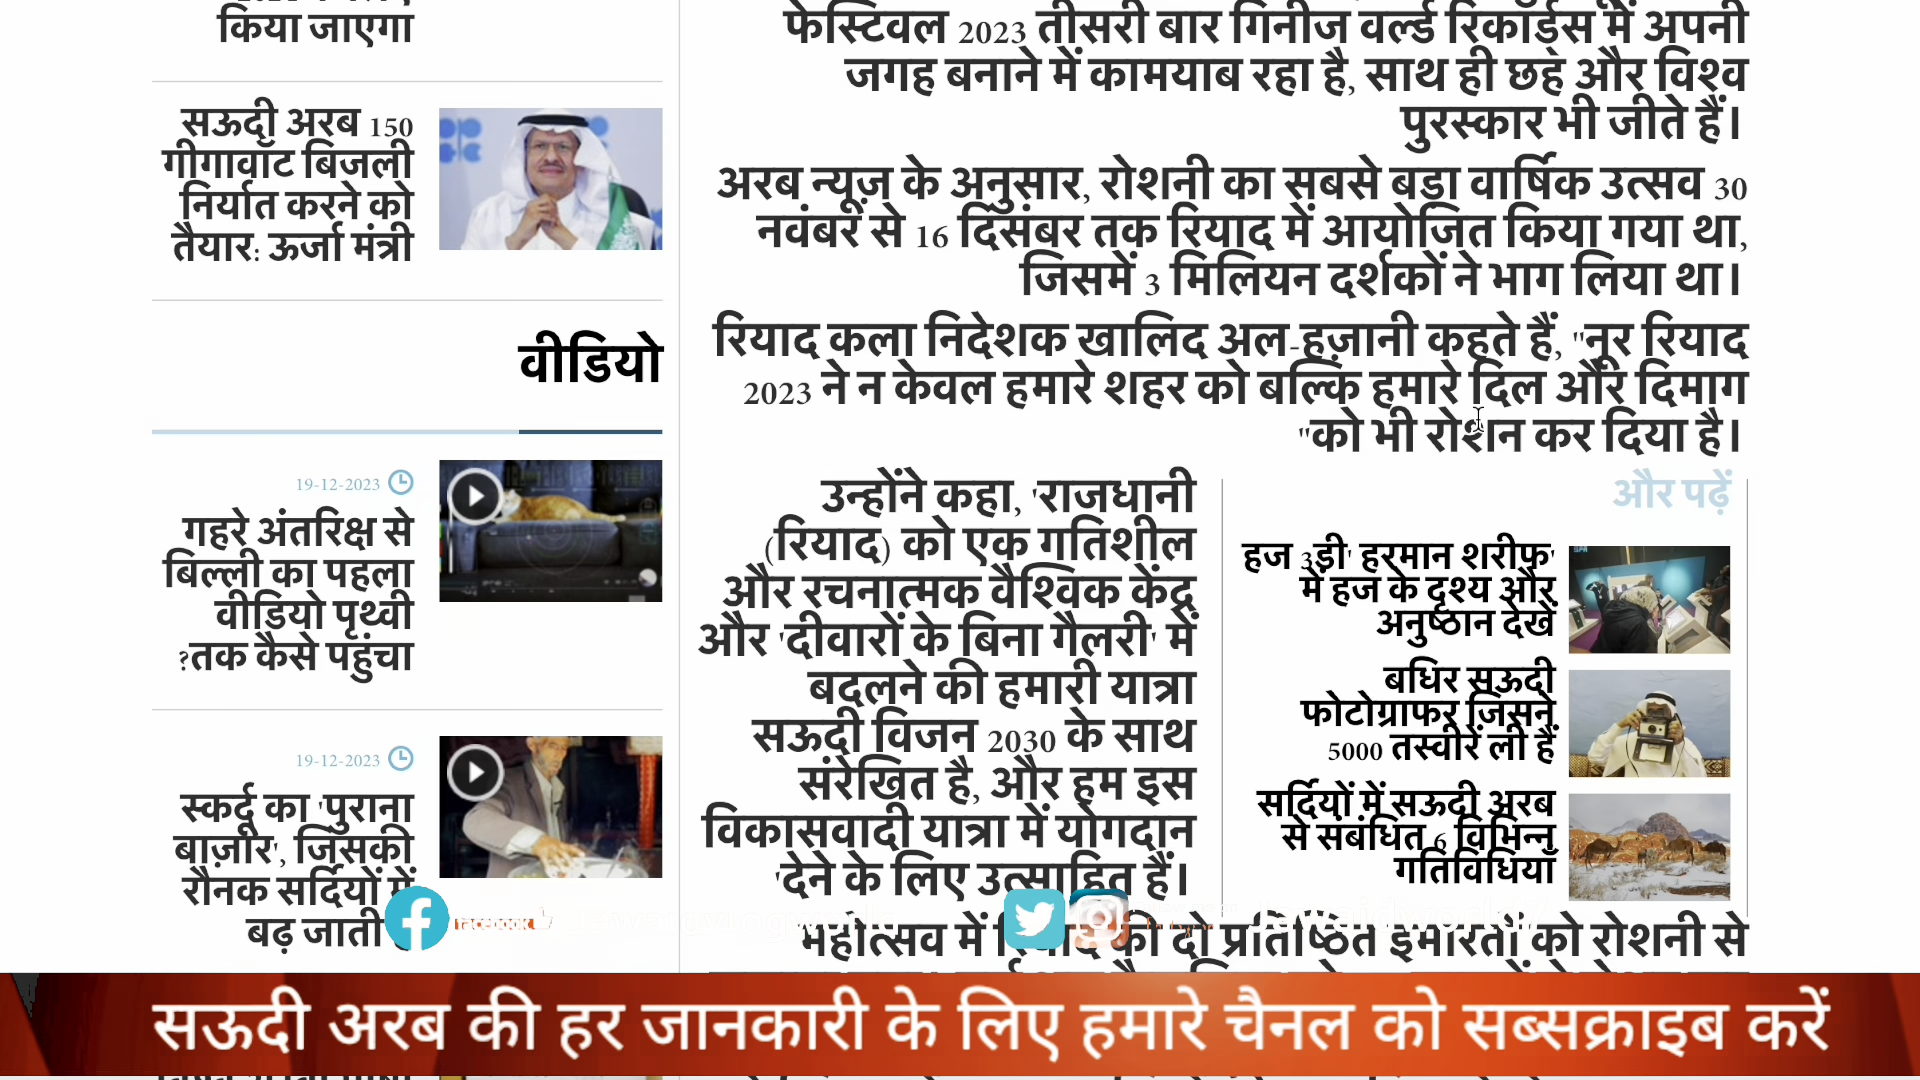 किया जाएगा
सऊदी अरब 150
गीगावॉट बिजली
निर्यात करने को
तैयार: ऊर्जा मंत्री
वीडियो
19-12-2023
गहरे अंतरिक्ष से
बिल्ली का पहला
वीडियो पृथ्वी
?तक कैसे पहुंचा
19-12-2023
स्कर्दू का 'पुराना
बाज़ार', जिसकी
रौनक सर्दियों में
बढ़ जाती है
फेस्टिवल 2023 तीसरी बार गिनीज वर्ल्ड रिकॉर्ड्स में अपनी
जगह बनाने में कामयाब रहा है, साथ ही छह और विश्व
पुरस्कार भी जीते हैं।
अरब न्यूज़ के अनुसार, रोशनी का सबसे बड़ा वार्षिक उत्सव 30
नवंबर से 16 दिसंबर तक रियाद में आयोजित किया गया था,
जिसमें 3 मिलियन दर्शकों ने भाग लिया था।
रियाद कला निदेशक खालिद अल-हज़ानी कहते हैं, "नूर रियाद
2023 ने न केवल हमारे शहर को बल्कि हमारे दिल और दिमाग
"को भी रोशन कर दिया है।
उन्होंने कहा, 'राजधानी
(रियाद) को एक गतिशील
और रचनात्मक वैश्विक केंद्र
और 'दीवारों के बिना गैलरी' में
बदलने की हमारी यात्रा
सऊदी विजन 2030 के साथ
संरेखित है, और हम इस
विकासवादी यात्रा में योगदान
'देने के लिए उत्साहित हैं।
और पढ़ें
हज 3डी' हरमान शरीफ'
में हज के दृश्य और
अनुष्ठान देखें
बधिर सऊदी
फोटोग्राफर जिसने
5000 तस्वीरें ली हैं
सर्दियों में सऊदी अरब
से संबंधित 6 विभिन्न
गतिविधियाँ
महोत्सव में रियाद की दो प्रतिष्ठित इमारतों को रोशनी से
facebook
सऊदी अरब की हर जानकारी के लिए हमारे चैनल को सब्सक्राइब करें